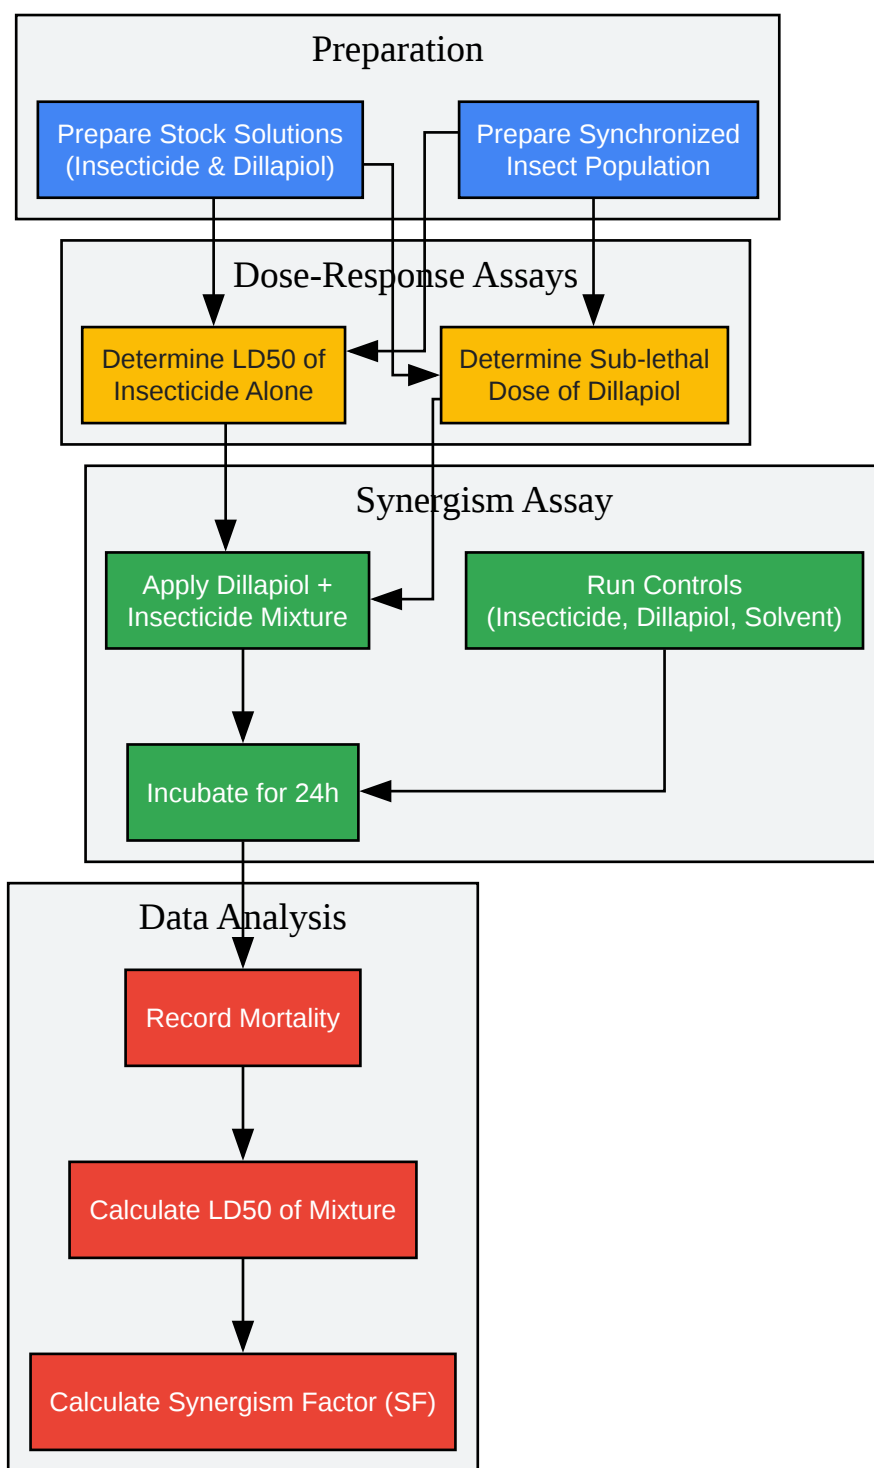 Preparation
Prepare Stock Solutions
(Insecticide & Dillapiol)
Prepare Synchronized
Insect Population
Dose-Response Assays
Determine LD50 of
Insecticide Alone
Determine Sub-lethal
Dose of Dillapiol
Synergism Assay
Apply Dillapiol +
Insecticide Mixture
Run Controls
(Insecticide, Dillapiol, Solvent)
Incubate for 24h
Data Analysis
Record Mortality
Calculate LD50 of Mixture
Calculate Synergism Factor (SF)